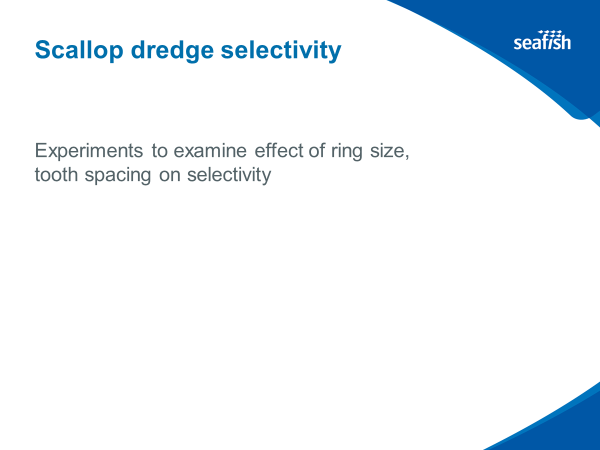 Scallop dredge selectivity
seafish
Experiments to examine effect of ring size,
tooth spacing on selectivity